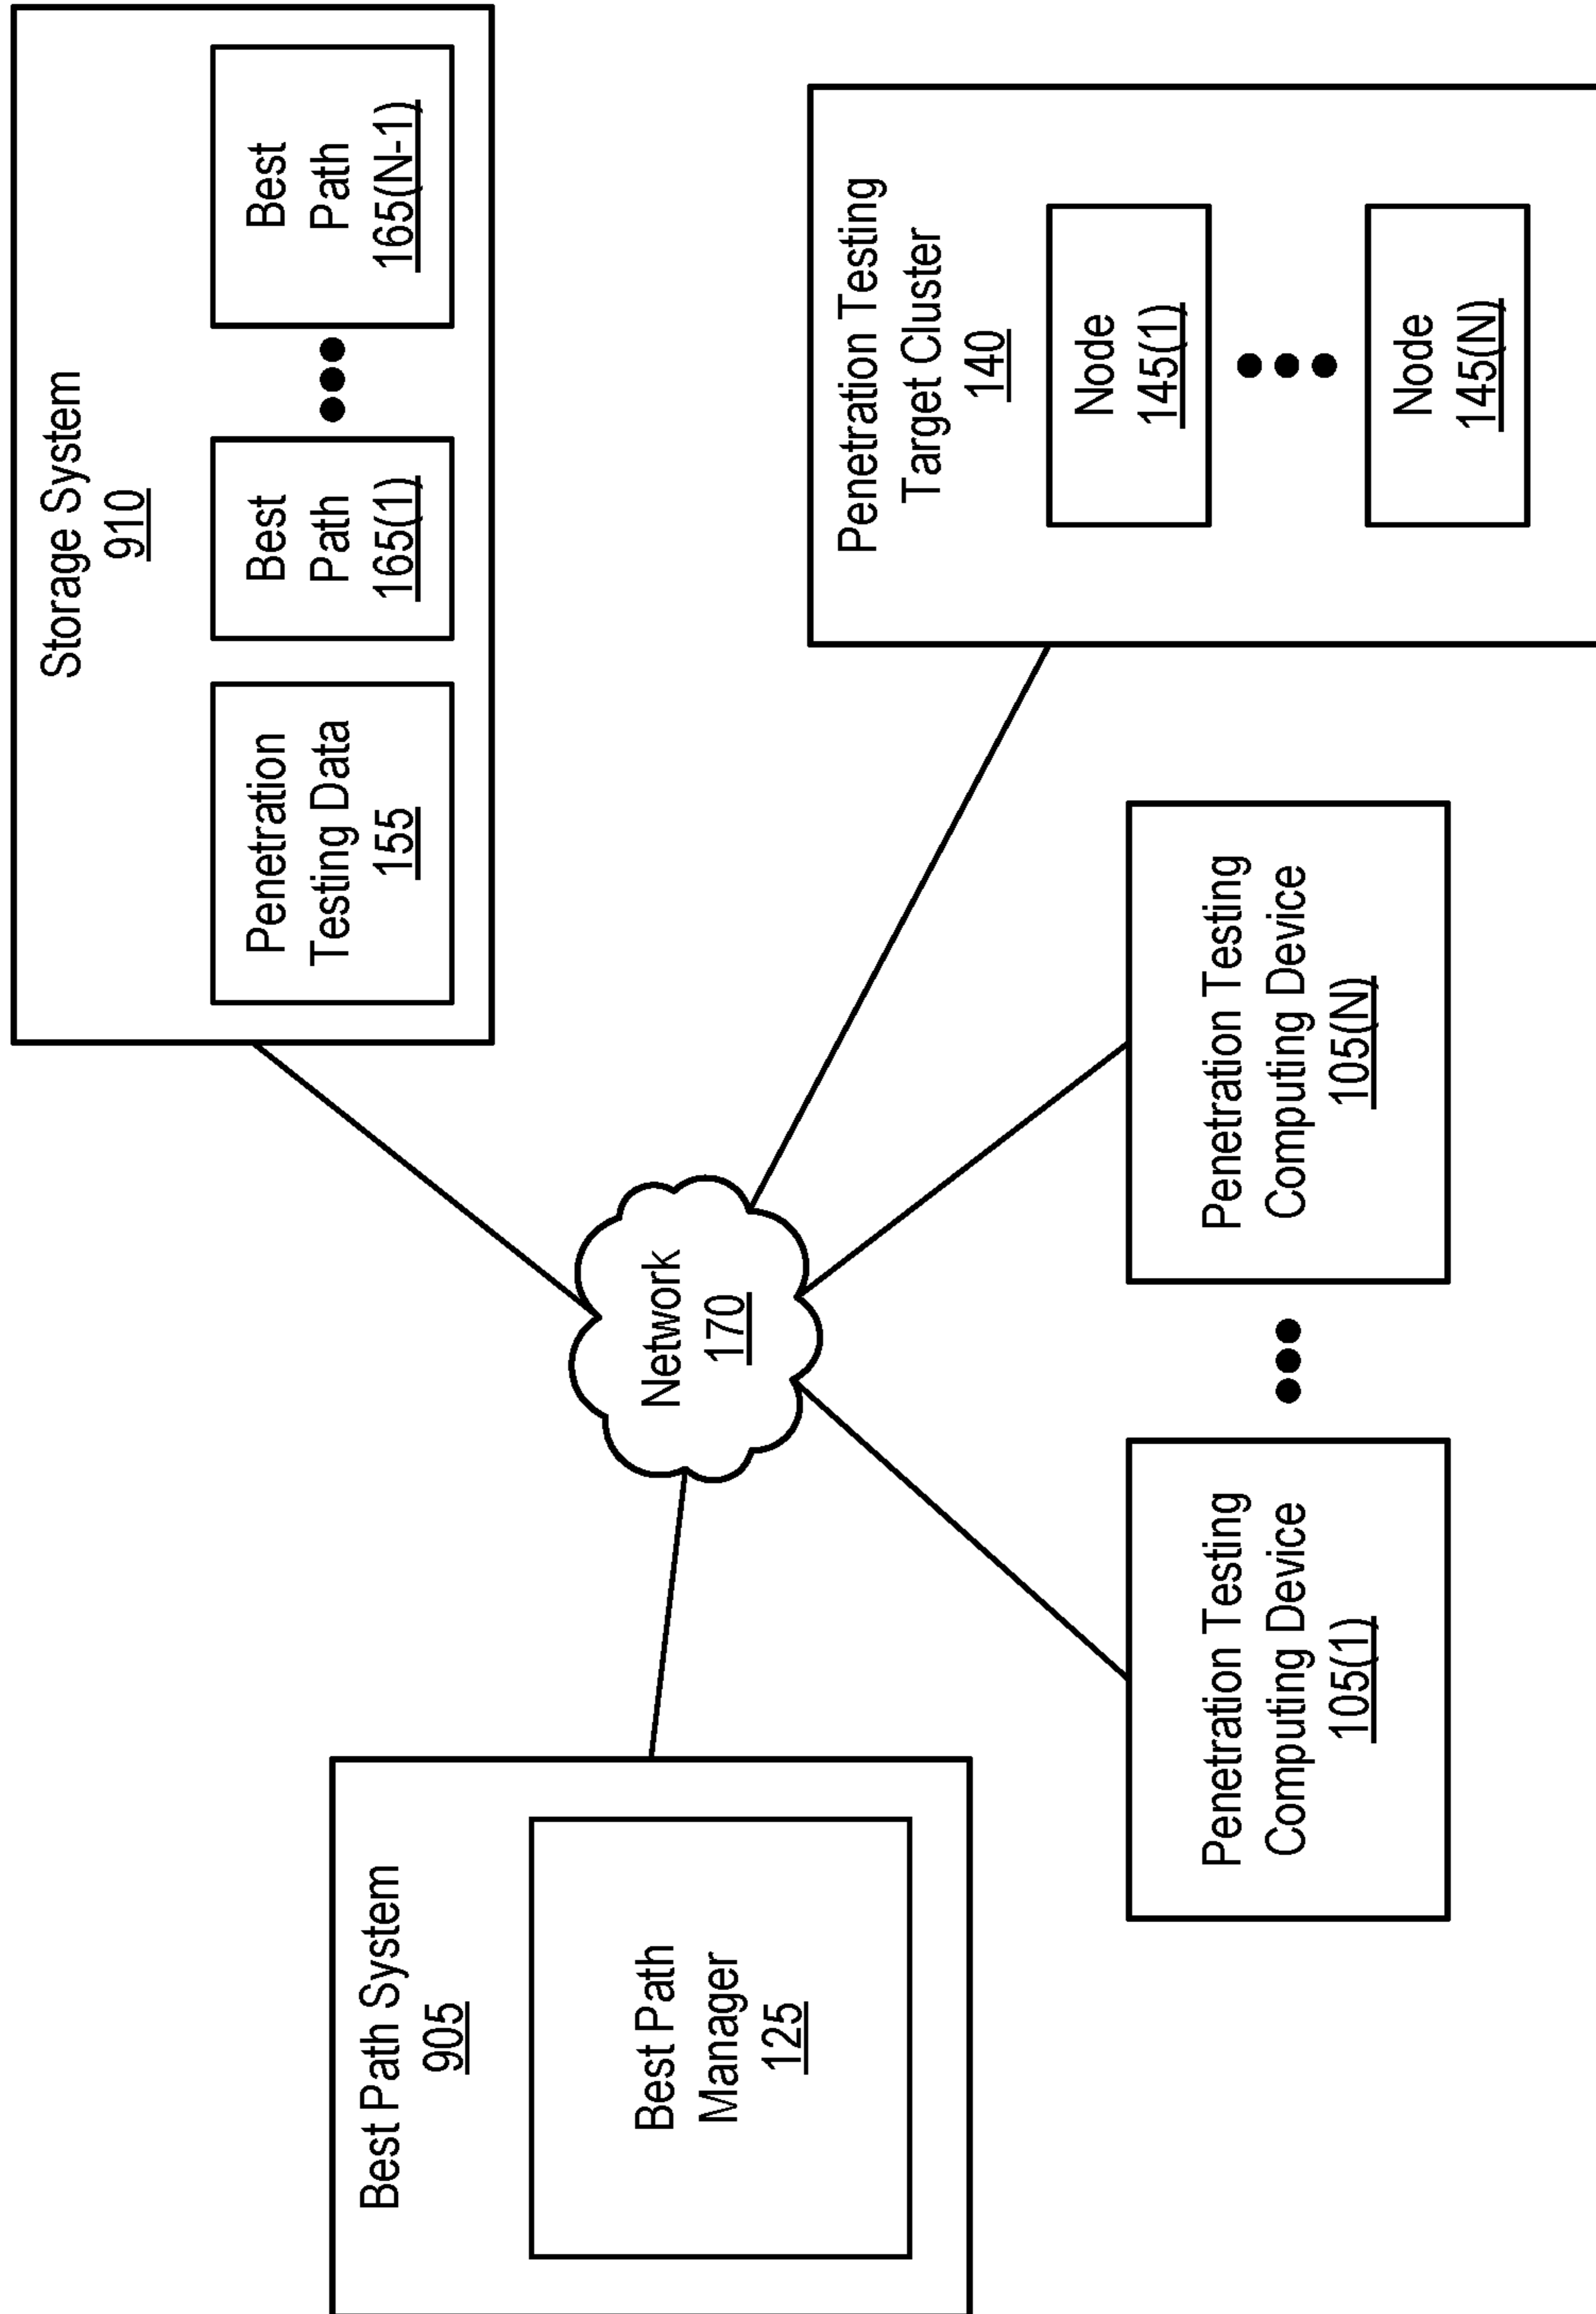 Best Path System
905
Best Path
Manager
125
Network
170
Storage System
910
Penetration
Testing Data
155
Best
Path
165(1)
Best
Path
165(N-1)
Penetration Testing
Computing Device
105(1)
Penetration Testing
Computing Device
105(N)
Penetration Testing
Target Cluster
140
Node
145(1)
Node
145(N)